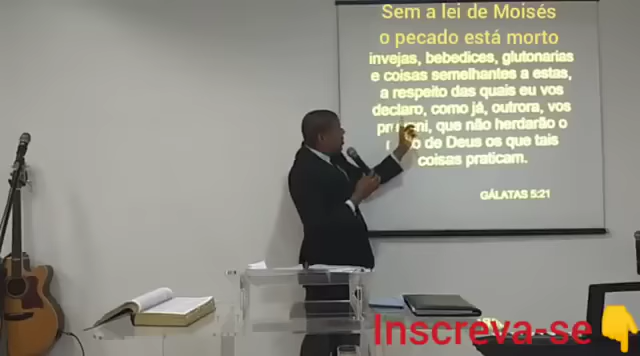 Sem a lei de Moisés
o pecado está morto
invejas, bebedices, glutonarias
e coisas semelhantes a estas,
a respeito das quais eu vos
declaro, como já, outrora, vos
que não herdarão o
de Deus os que tais
coisas praticam.
GÁLATAS 5:21
Inscreva-se